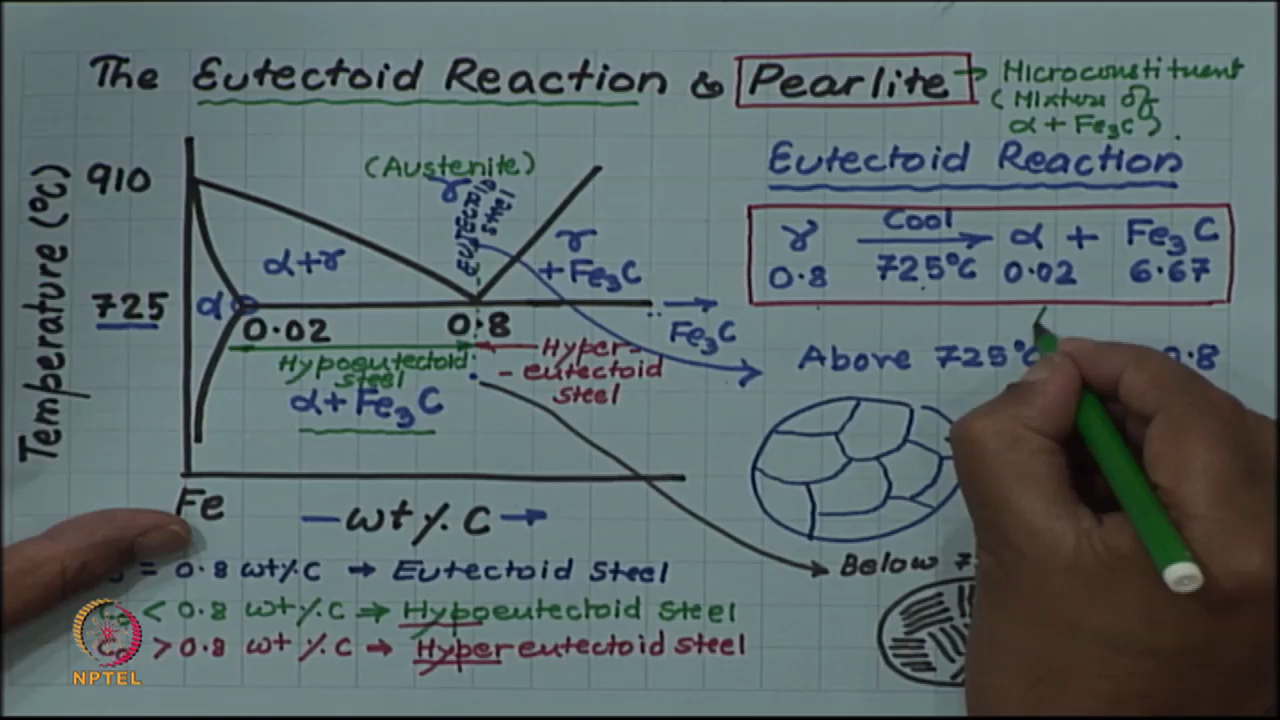 The Eutectoid Reaction & Pearlite → Microconstituent
(Mixture of
α + Fe₃C).
Temperature (°C)
910
725
(Austenite)
γ
EUTECTOID
Steel
α+γ
γ
+ Fe₃C
α
0.02
0.8
Fe₃C
Hypoeutectoid
Steel
Hyper-
- eutectoid
steel
α + Fe₃C
Fe
wt % C
Eutectoid Reaction
γ Cool α + Fe₃C
0.8 725°C 0.02 6.67
Above 725°C 0.8
Below 7
= 0.8 wt% C → Eutectoid Steel
< 0.8 wt % C ⇒ Hypoeutectoid Steel
> 0.8 wt % C → Hypereutectoid steel
NPTEL